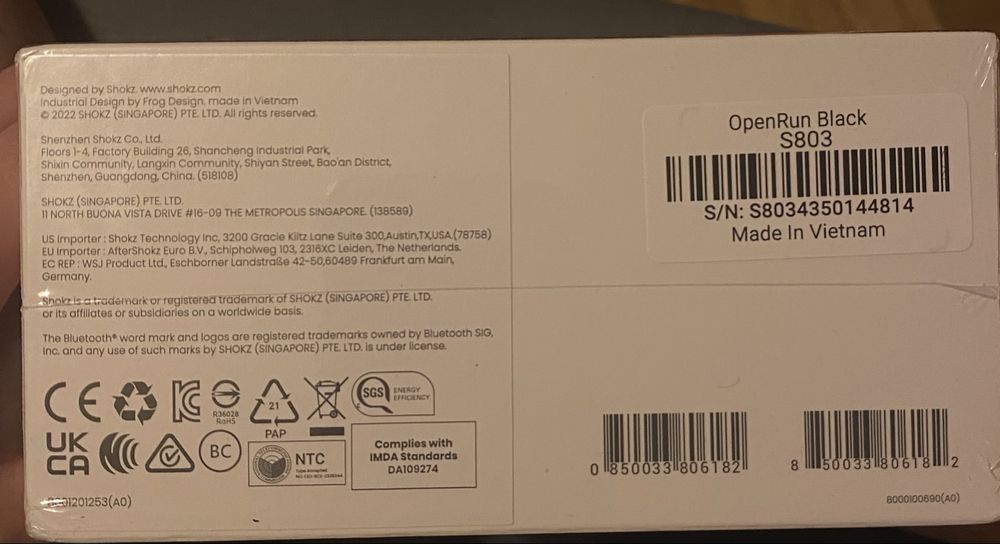 Designed by Shokz. www.shokz.com
Industrial Design by Frog Design, made in Vietnam
© 2022 SHOKZ (SINGAPORE) PTE. LTD. All rights reserved.
Shenzhen Shokz Co., Ltd.
Floors 1-4, Factory Building 26, Shancheng Industrial Park,
Shixin Community, Langxin Community, Shiyan Street, Bao'an District,
Shenzhen, Guangdong, China. (518108)
SHOKZ (SINGAPORE) PTE. LTD.
11 NORTH BUONA VISTA DRIVE #16-09 THE METROPOLIS SINGAPORE. (138589)
US Importer : Shokz Technology Inc, 3200 Gracie Kiltz Lane Suite 300,Austin,TX,USA.(78758)
EU Importer : AfterShokz Euro B.V., Schipholweg 103, 2316XC Leiden, The Netherlands.
EC REP : WSJ Product Ltd., Eschborner Landstraße 42-50,60489 Frankfurt am Main,
Germany.
Shokz is a trademark or registered trademark of SHOKZ (SINGAPORE) PTE. LTD.
or its affiliates or subsidiaries on a worldwide basis.
The Bluetooth® word mark and logos are registered trademarks owned by Bluetooth SIG,
Inc. and any use of such marks by SHOKZ (SINGAPORE) PTE. LTD. is under license.
CE
R36028
RoHS
21
PAP
SGS
ENERGY
EFFICIENCY
UK
CA
BC
NTC
Type Accepted
Complies with
IMDA Standards
DA109274
8001201253(A0)
OpenRun Black
S803
S/N: S8034350144814
Made In Vietnam
0 850033 806182
8 50033 80618 2
8000100690(A0)